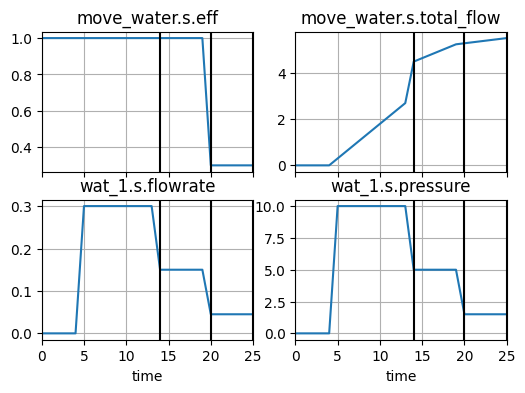 move_water.s.eff
move_water.s.total_flow
1.0
0.8
0.6
0.4
4
2
0
wat_1.s.flowrate
wat_1.s.pressure
0.3
0.2
0.1
0.0
10.0
7.5
5.0
2.5
0.0
0 5 10 15 20 25
0 5 10 15 20 25
time
time